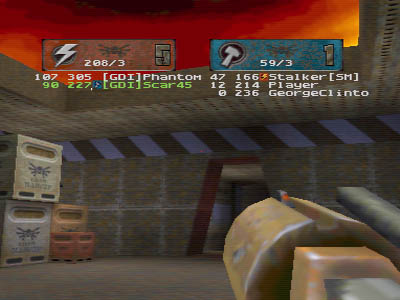 5 1
208/3 59/3
107 305 [GDI]Phantom 47 166 Stalker[SM]
90 227 [GDI]Scar45 12 214 Player
0 236 GeorgeClinto